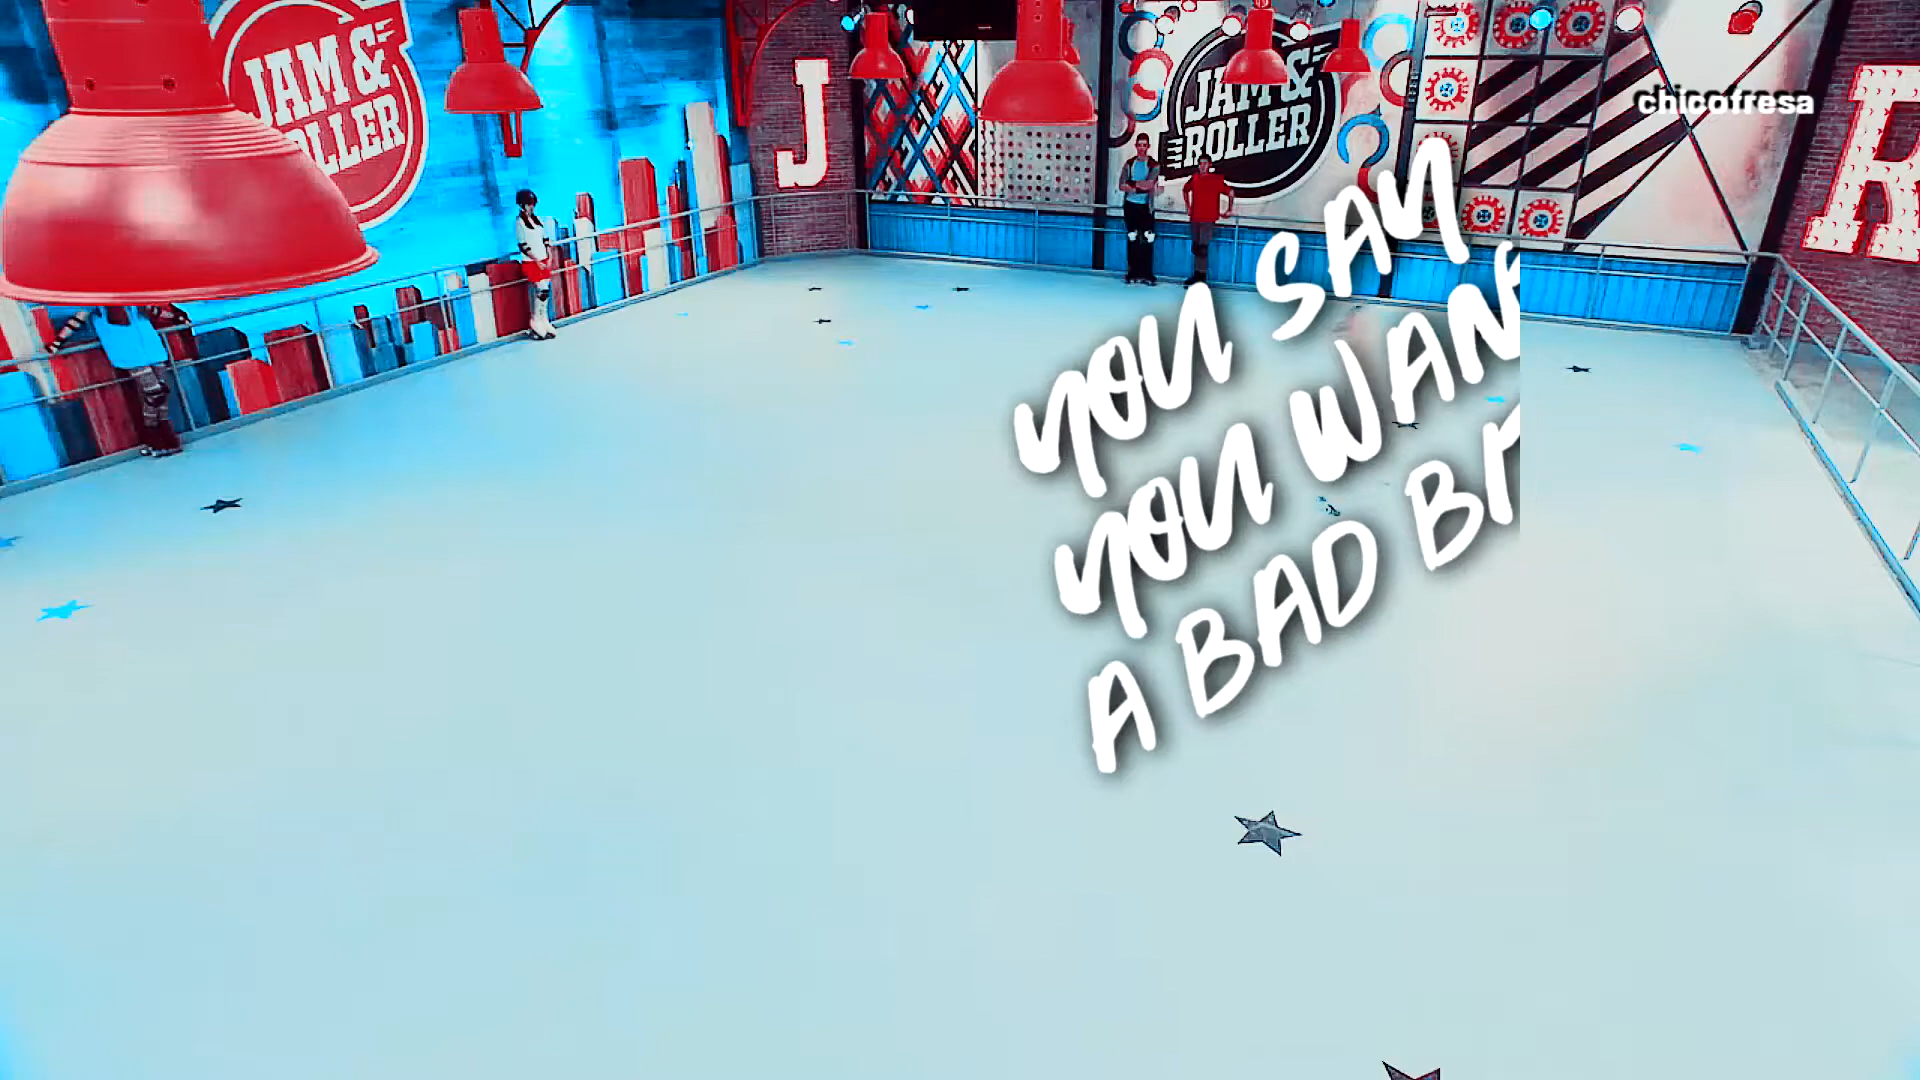 JAM &
ROLLER
J
JAM &
ROLLER
chicofresa
R
YOU SAY
YOU WAN
A BAD